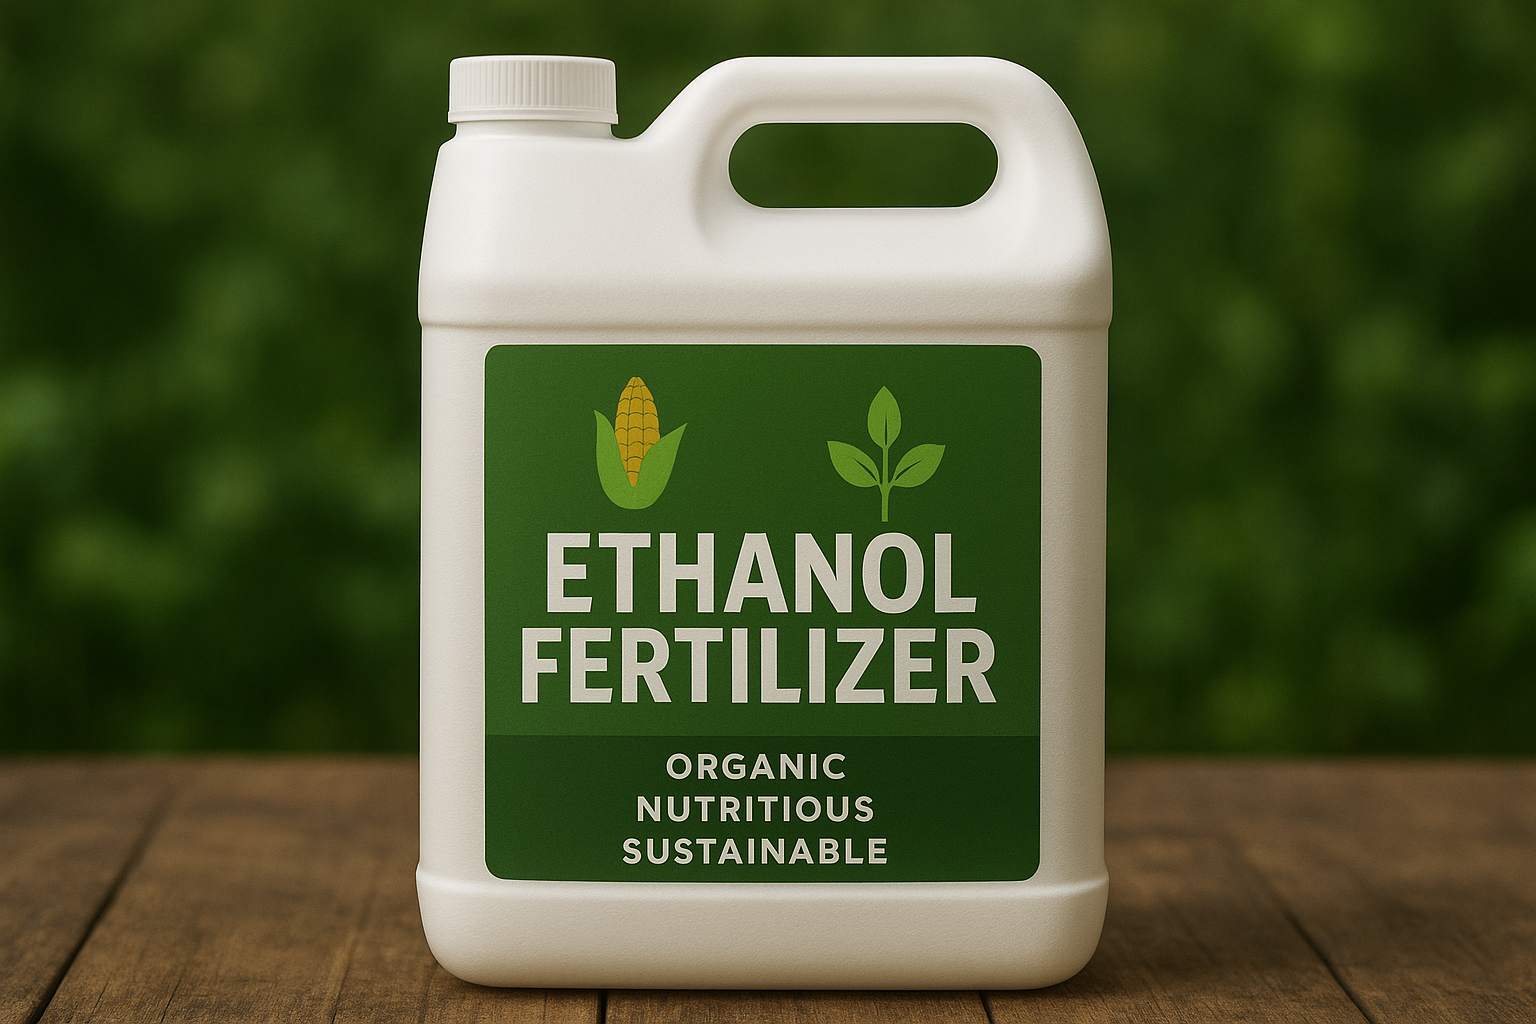 ETHANOL
FERTILIZER
ORGANIC
NUTRITIOUS
SUSTAINABLE